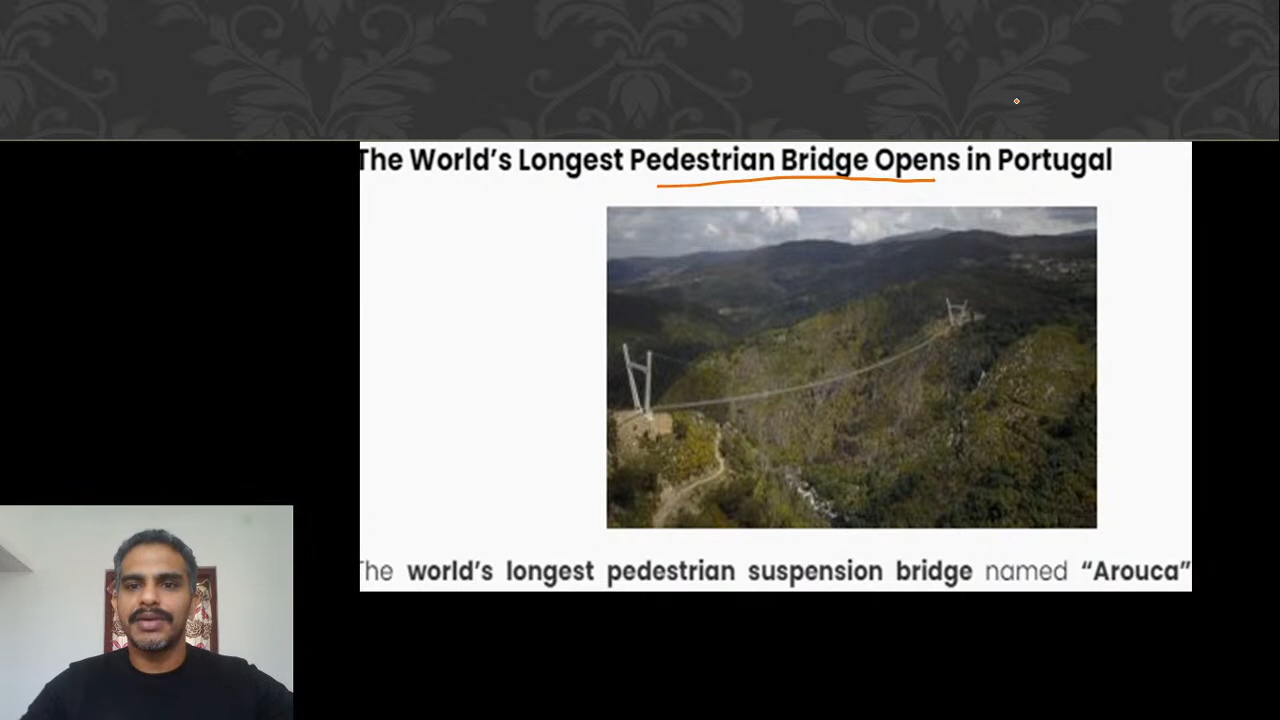 The World's Longest Pedestrian Bridge Opens in Portugal
The world's longest pedestrian suspension bridge named “Arouca”